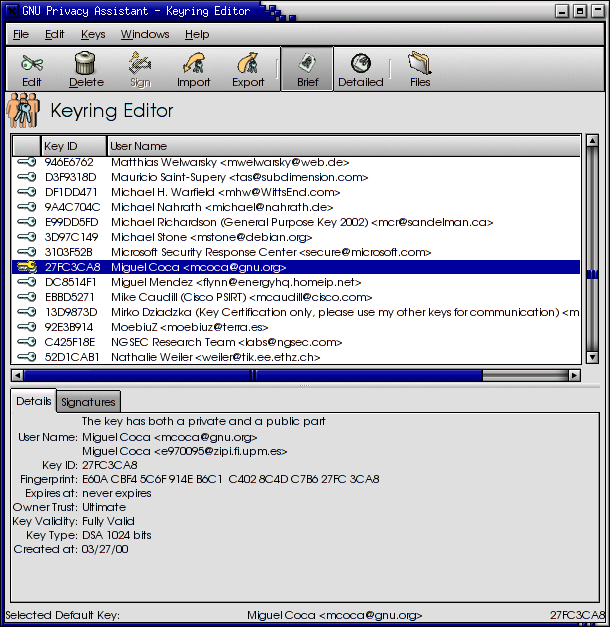 GNU Privacy Assistant - Keyring Editor
File Edit Keys Windows Help
Edit Delete Sign Import Export Brief Detailed Files
Keyring Editor
Key ID User Name
946E6762 Matthias Welwarsky <mwelwarsky@web.de>
D3F9318D Mauricio Saint-Supery <tas@subdimension.com>
DF1DD471 Michael H. Warfield <mhw@WittsEnd.com>
9A4C704C Michael Nahrath <michael@nahrath.de>
E99DD5FD Michael Richardson (General Purpose Key 2002) <mcr@sandelman.ca>
3D97C149 Michael Stone <mstone@debian.org>
3103F52B Microsoft Security Response Center <secure@microsoft.com>
27FC3CA8 Miguel Coca <mcoca@gnu.org>
DC8514F1 Miguel Mendez <flynn@energyhq.homeip.net>
EBBD5271 Mike Caudill (Cisco PSIRT) <mcaudill@cisco.com>
13D9873D Mirko Dziadzka (Key Certification only, please use my other keys for communication) <m
92E3B914 MoebiuZ <moebiuz@terra.es>
C425F18E NGSEC Research Team <labs@ngsec.com>
52D1CAB1 Nathalie Weiler <weiler@tik.ee.ethz.ch>
Details Signatures
The key has both a private and a public part
User Name: Miguel Coca <mcoca@gnu.org>
Miguel Coca <e970095@zipi.fi.upm.es>
Key ID: 27FC3CA8
Fingerprint: E60A CBF4 5C6F 914E B6C1 C402 8C4D C7B6 27FC 3CA8
Expires at: never expires
Owner Trust: Ultimate
Key Validity: Fully Valid
Key Type: DSA 1024 bits
Created at: 03/27/00
Selected Default Key: Miguel Coca <mcoca@gnu.org> 27FC3CA8